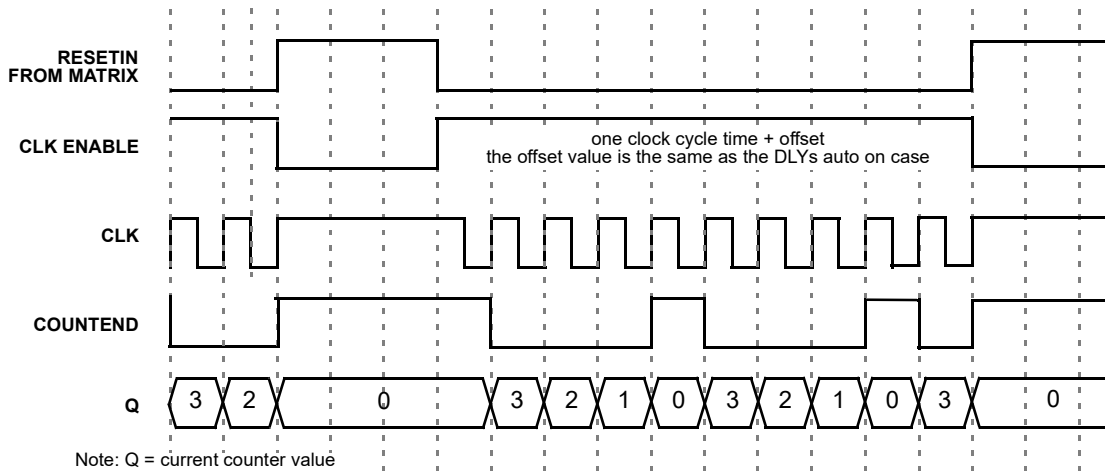 RESETIN
FROM MATRIX
CLK ENABLE
one clock cycle time + offset
the offset value is the same as the DLYs auto on case
CLK
COUNTEND
Q
3 2 0 3 2 1 0 3 2 1 0 3 0
Note: Q = current counter value